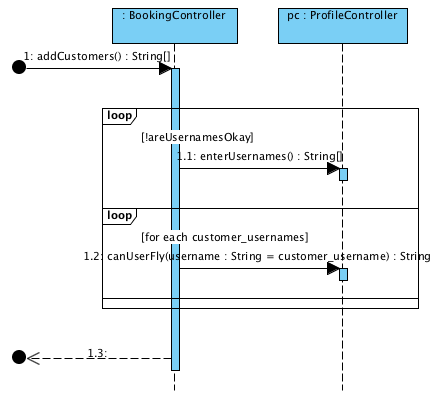 : BookingController
pc : ProfileController
1: addCustomers() : String[]
loop
[!areUsernamesOkay]
1.1: enterUsernames() : String[]
loop
[for each customer_usernames]
1.2: canUserFly(username : String = customer_username) : String
1.3: